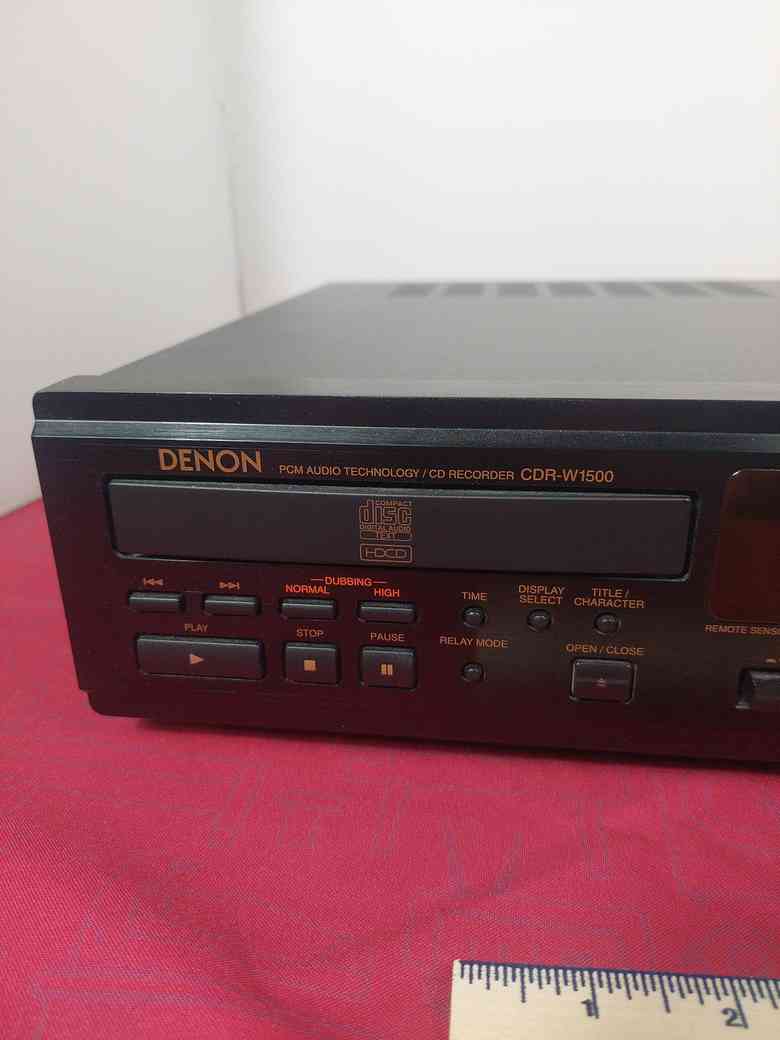 DENON PCM AUDIO TECHNOLOGY / CD RECORDER CDR-W1500
COMPACT
disc
DIGITAL AUDIO
TEXT
HDCD
DUBBING
NORMAL HIGH
TIME
DISPLAY
SELECT
TITLE /
CHARACTER
PLAY
STOP
PAUSE
RELAY MODE
OPEN / CLOSE
REMOTE
1
2